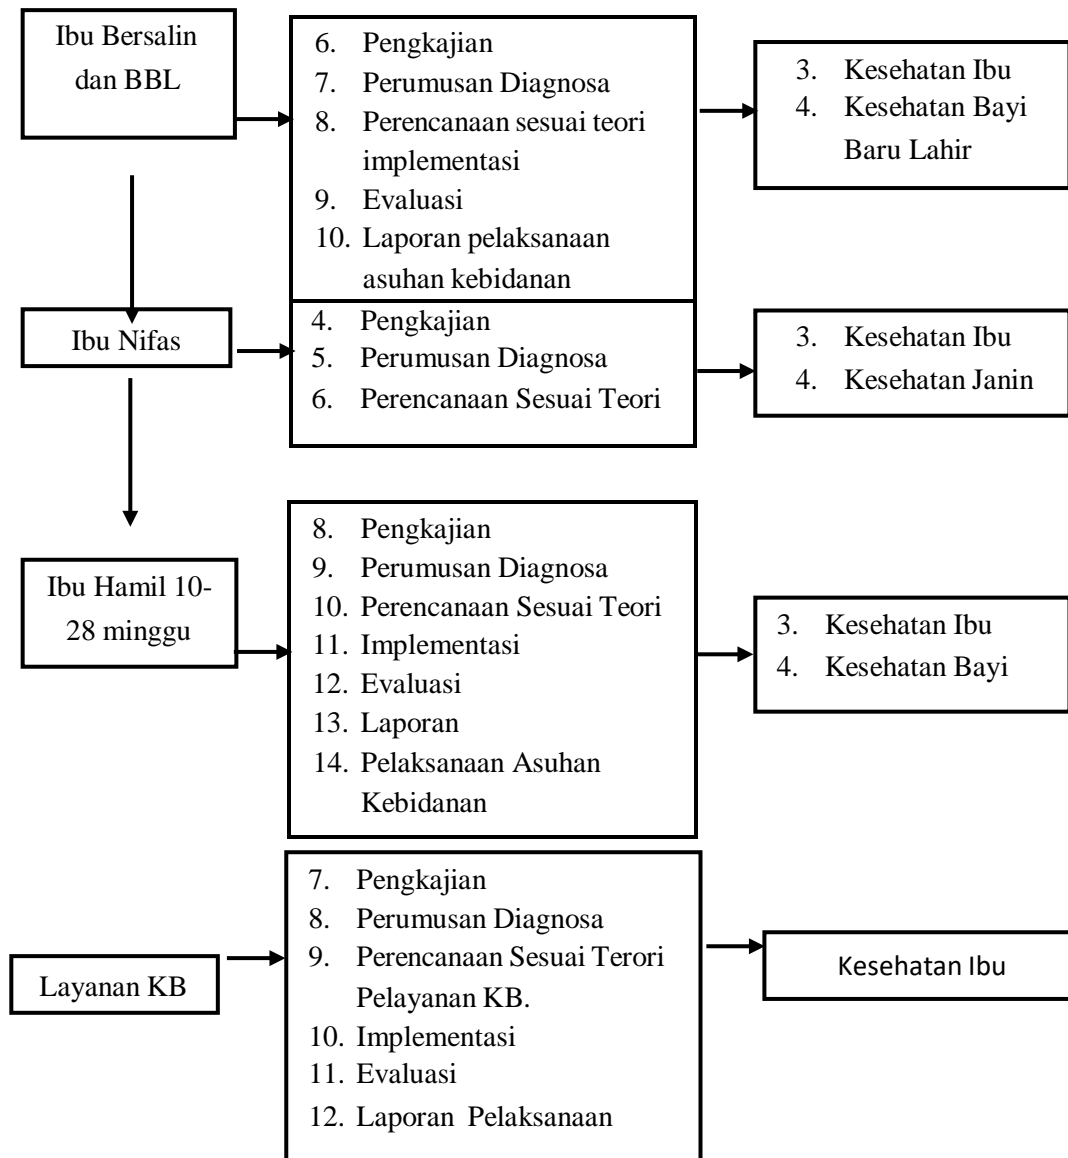 Ibu Bersalin
dan BBL
6. Pengkajian
7. Perumusan Diagnosa
8. Perencanaan sesuai teori
implementasi
9. Evaluasi
10. Laporan pelaksanaan
asuhan kebidanan
3. Kesehatan Ibu
4. Kesehatan Bayi
Baru Lahir
Ibu Nifas
4. Pengkajian
5. Perumusan Diagnosa
6. Perencanaan Sesuai Teori
3. Kesehatan Ibu
4. Kesehatan Janin
Ibu Hamil 10-
28 minggu
8. Pengkajian
9. Perumusan Diagnosa
10. Perencanaan Sesuai Teori
11. Implementasi
12. Evaluasi
13. Laporan
14. Pelaksanaan Asuhan
Kebidanan
3. Kesehatan Ibu
4. Kesehatan Bayi
Layanan KB
7. Pengkajian
8. Perumusan Diagnosa
9. Perencanaan Sesuai Terori
Pelayanan KB.
10. Implementasi
11. Evaluasi
12. Laporan Pelaksanaan
Kesehatan Ibu